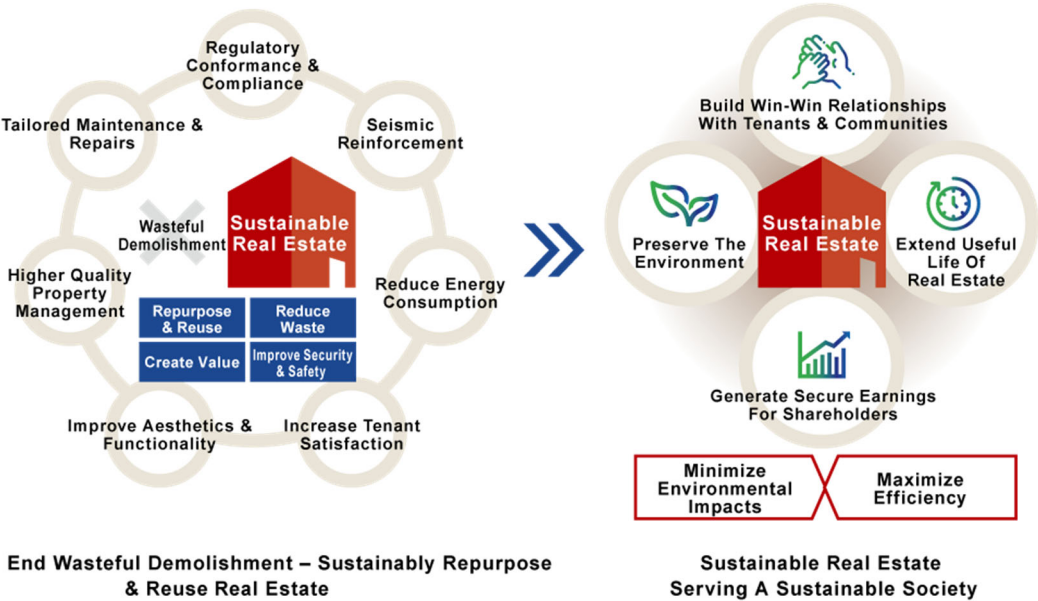 Regulatory
Conformance &
Compliance
Tailored Maintenance &
Repairs
Seismic
Reinforcement
Wasteful
Demolishment
Sustainable
Real Estate
Higher Quality
Property
Management
Reduce Energy
Consumption
Repurpose
& Reuse
Reduce
Waste
Create Value
Improve Security
& Safety
Improve Aesthetics &
Functionality
Increase Tenant
Satisfaction
End Wasteful Demolishment – Sustainably Repurpose
& Reuse Real Estate
Build Win-Win Relationships
With Tenants & Communities
Preserve The
Environment
Sustainable
Real Estate
Extend Useful
Life Of
Real Estate
Generate Secure Earnings
For Shareholders
Minimize
Environmental
Impacts
Maximize
Efficiency
Sustainable Real Estate
Serving A Sustainable Society